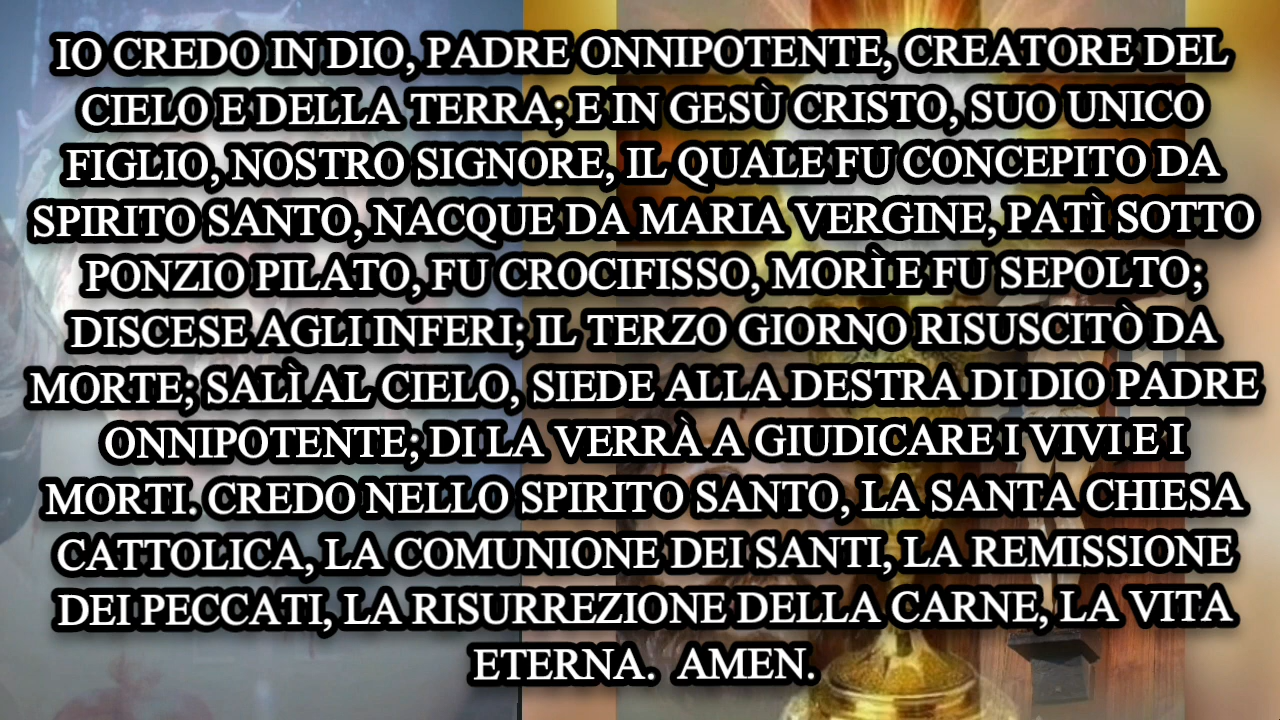 IO CREDO IN DIO, PADRE ONNIPOTENTE, CREATORE DEL
CIELO E DELLA TERRA; E IN GESÙ CRISTO, SUO UNICO
FIGLIO, NOSTRO SIGNORE, IL QUALE FU CONCEPITO DA
SPIRITO SANTO, NACQUE DA MARIA VERGINE, PATÌ SOTTO
PONZIO PILATO, FU CROCIFISSO, MORÌ E FU SEPOLTO;
DISCESE AGLI INFERI; IL TERZO GIORNO RISUSCITÒ DA
MORTE; SALÌ AL CIELO, SIEDE ALLA DESTRA DI DIO PADRE
ONNIPOTENTE; DI LA VERRÀ A GIUDICARE I VIVI E I
MORTI. CREDO NELLO SPIRITO SANTO, LA SANTA CHIESA
CATTOLICA, LA COMUNIONE DEI SANTI, LA REMISSIONE
DEI PECCATI, LA RISURREZIONE DELLA CARNE, LA VITA
ETERNA.  AMEN.